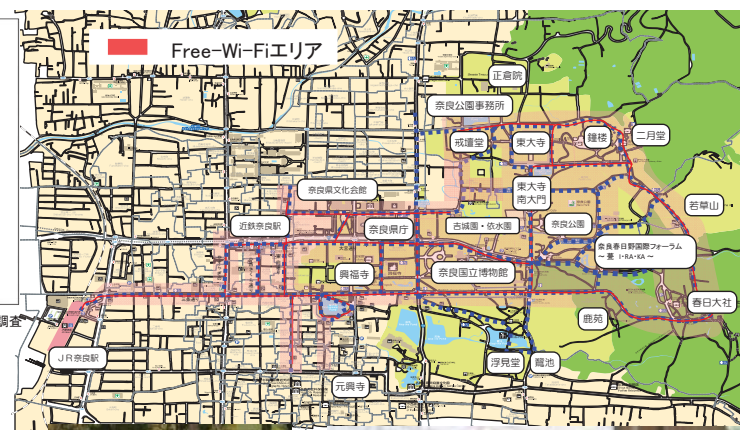 Free-Wi-Fiエリア
正倉院
奈良公園事務所
戒壇堂
東大寺
鐘楼
二月堂
奈良県文化会館
東大寺
南大門
若草山
近鉄奈良駅
奈良県庁
古城園・依水園
奈良公園
奈良春日野国際フォーラム
～甍 I・RA・KA～
興福寺
奈良国立博物館
春日大社
調査
鹿苑
JR奈良駅
浮見堂
鷺池
元興寺